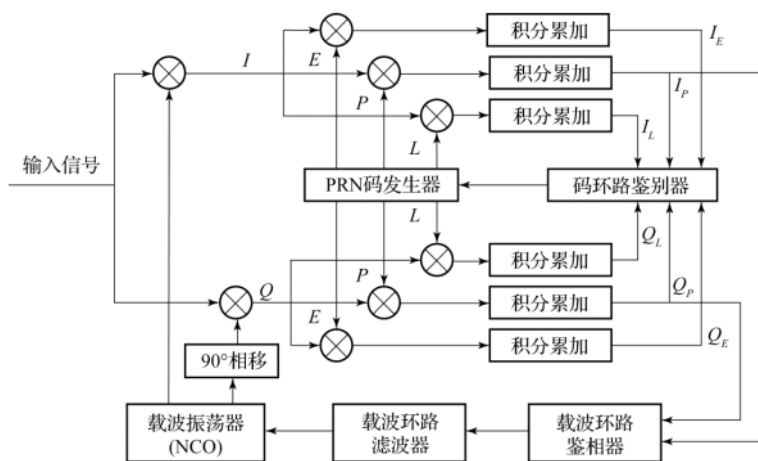 积分累加
I_E
I
E
积分累加
I_P
P
积分累加
I_L
L
输入信号
PRN码发生器
码环路鉴别器
L
Q_L
积分累加
P
Q_P
Q
积分累加
E
Q_E
积分累加
90°相移
载波振荡器
(NCO)
载波环路
滤波器
载波环路
鉴相器